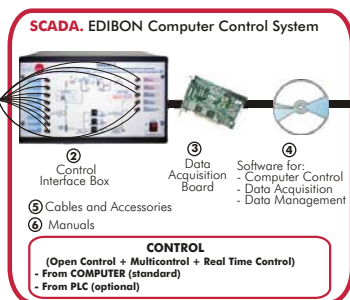 SCADA. EDIBON Computer Control System
②
Control
Interface Box
③
Data
Acquisition
Board
④
Software for:
- Computer Control
- Data Acquisition
- Data Management
⑤ Cables and Accessories
⑥ Manuals
CONTROL
(Open Control + Multicontrol + Real Time Control)
- From COMPUTER (standard)
- From PLC (optional)